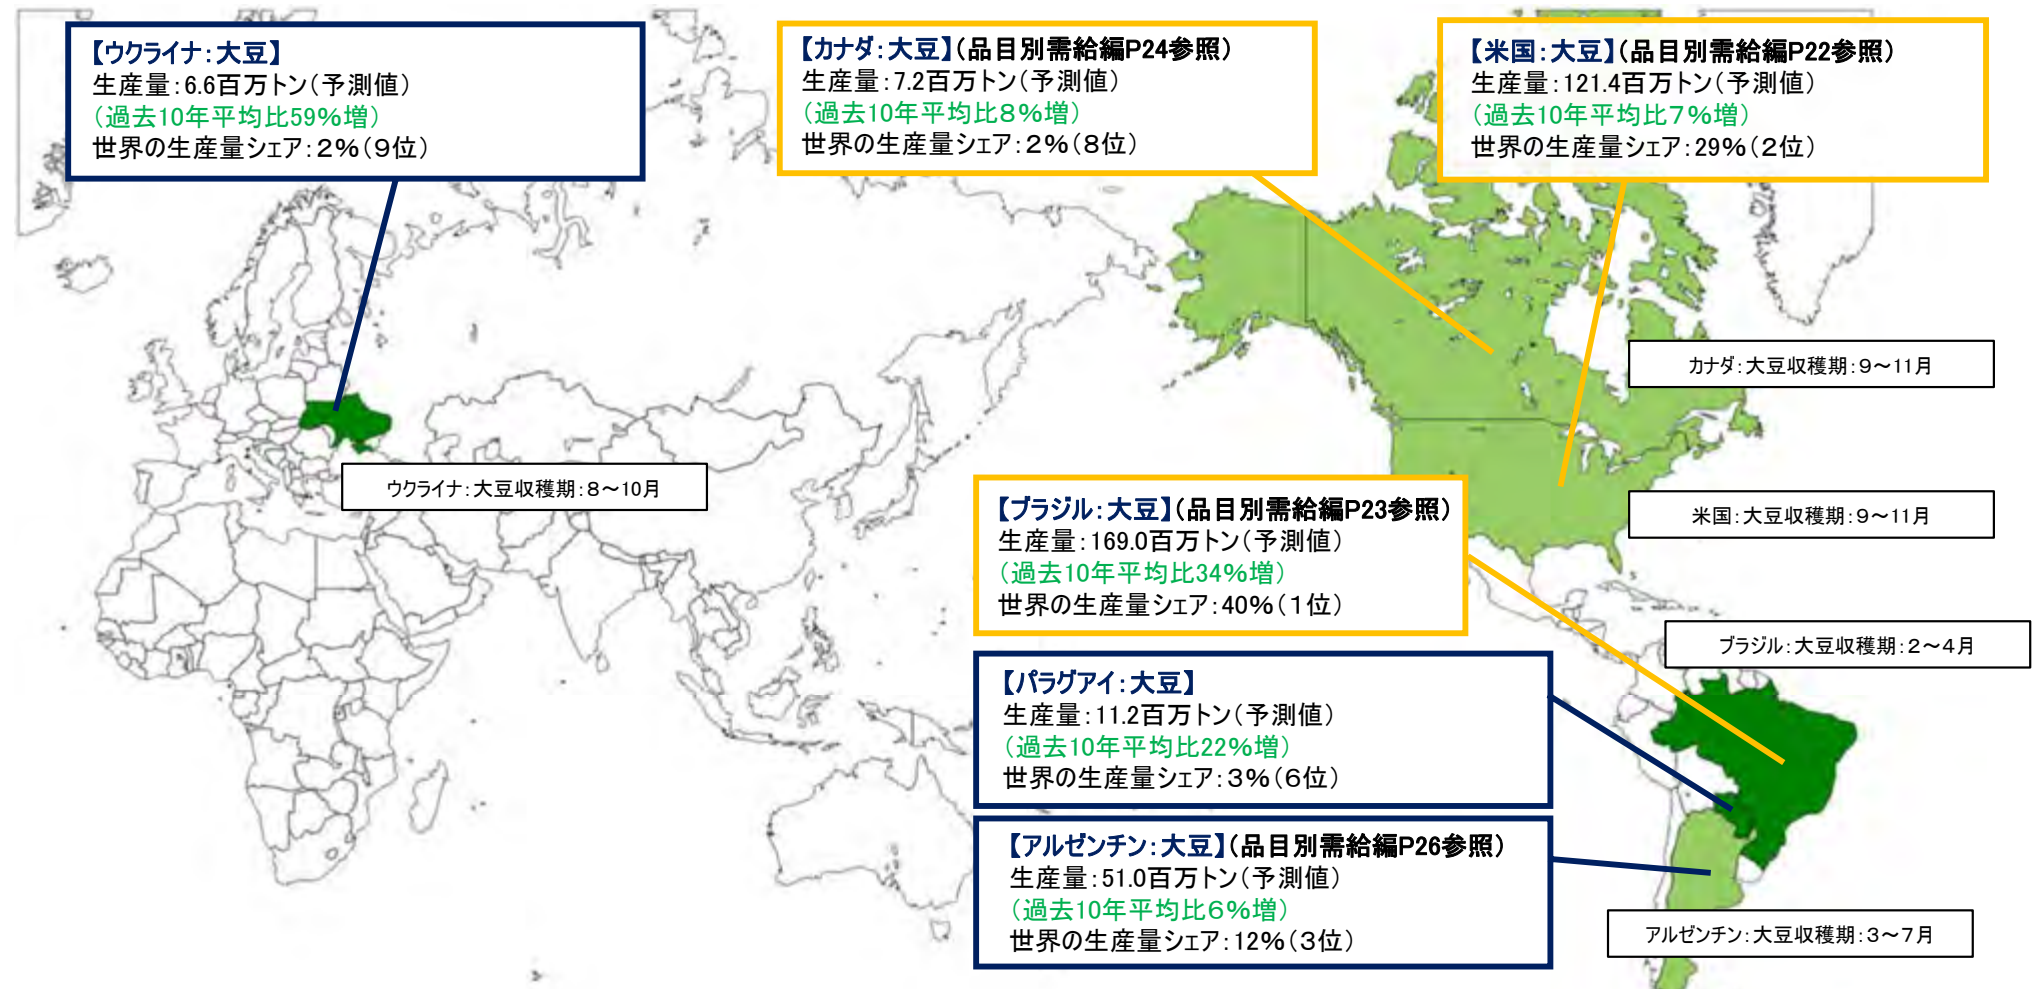 【ウクライナ:大豆】
生産量:6.6百万トン(予測値)
(過去10年平均比59%増)
世界の生産量シェア:2%(9位)
【カナダ:大豆】(品目別需給編P24参照)
生産量:7.2百万トン(予測値)
(過去10年平均比8%増)
世界の生産量シェア:2%(8位)
【米国:大豆】(品目別需給編P22参照)
生産量:121.4百万トン(予測値)
(過去10年平均比7%増)
世界の生産量シェア:29%(2位)
カナダ:大豆収穫期:9~11月
ウクライナ:大豆収穫期:8~10月
米国:大豆収穫期:9~11月
【ブラジル:大豆】(品目別需給編P23参照)
生産量:169.0百万トン(予測値)
(過去10年平均比34%増)
世界の生産量シェア:40%(1位)
ブラジル:大豆収穫期:2~4月
【パラグアイ:大豆】
生産量:11.2百万トン(予測値)
(過去10年平均比22%増)
世界の生産量シェア:3%(6位)
【アルゼンチン:大豆】(品目別需給編P26参照)
生産量:51.0百万トン(予測値)
(過去10年平均比6%増)
世界の生産量シェア:12%(3位)
アルゼンチン:大豆収穫期:3~7月